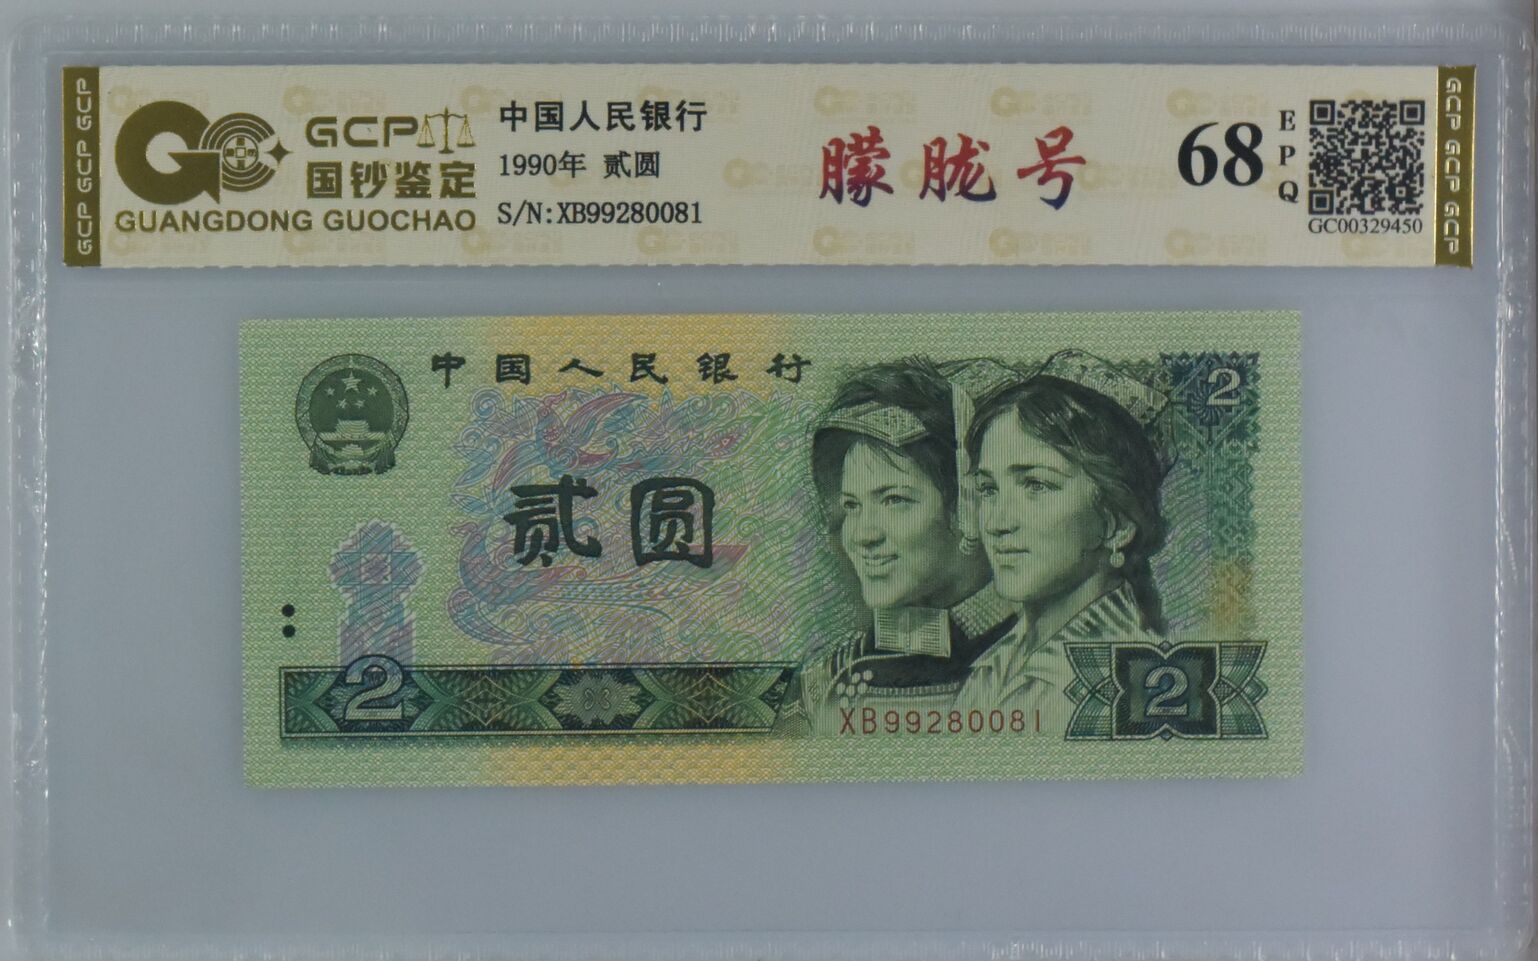 GCP GCP GCP
GCP
国钞鉴定
GUANGDONG GUOCHAO
中国人民银行
1990年 贰圆
S/N:XB99280081
朦胧号
68
EPQ
GC00329450
GCP GCP GCP
中国人民银行
2
贰圆
2
2
XB99280081